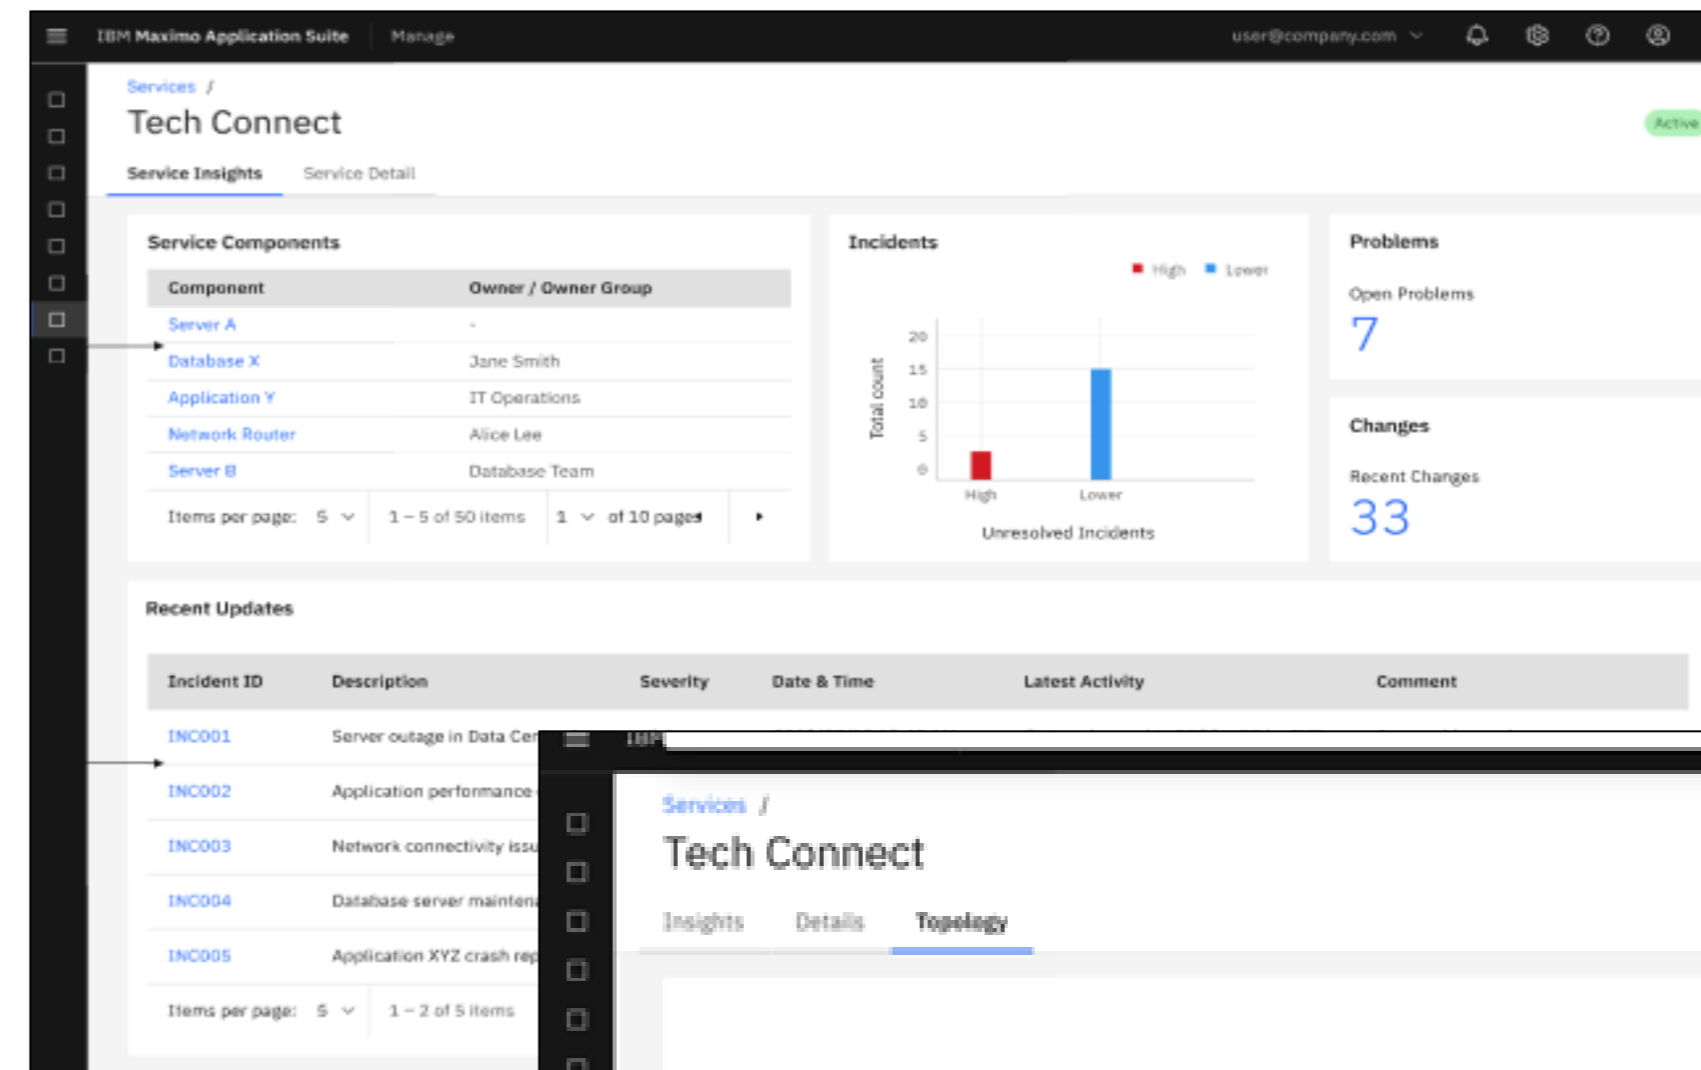 IBM Maximo Application Suite Manage user@company.com
Services /
Tech Connect
Active
Service Insights Service Detail
Service Components
Component Owner / Owner Group
Server A -
Database X Jane Smith
Application Y IT Operations
Network Router Alice Lee
Server B Database Team
Items per page: 5 1 – 5 of 50 items 1 of 10 pages
Incidents
High Lower
Total count
20
15
10
5
0
High Lower
Unresolved Incidents
Problems
Open Problems
7
Changes
Recent Changes
33
Recent Updates
Incident ID Description Severity Date & Time Latest Activity Comment
INC001 Server outage in Data Cen
INC002 Application performance
INC003 Network connectivity issu
INC004 Database server maintena
INC005 Application XYZ crash rep
Items per page: 5 1 – 2 of 5 items
IBM
Services /
Tech Connect
Insights Details Topology